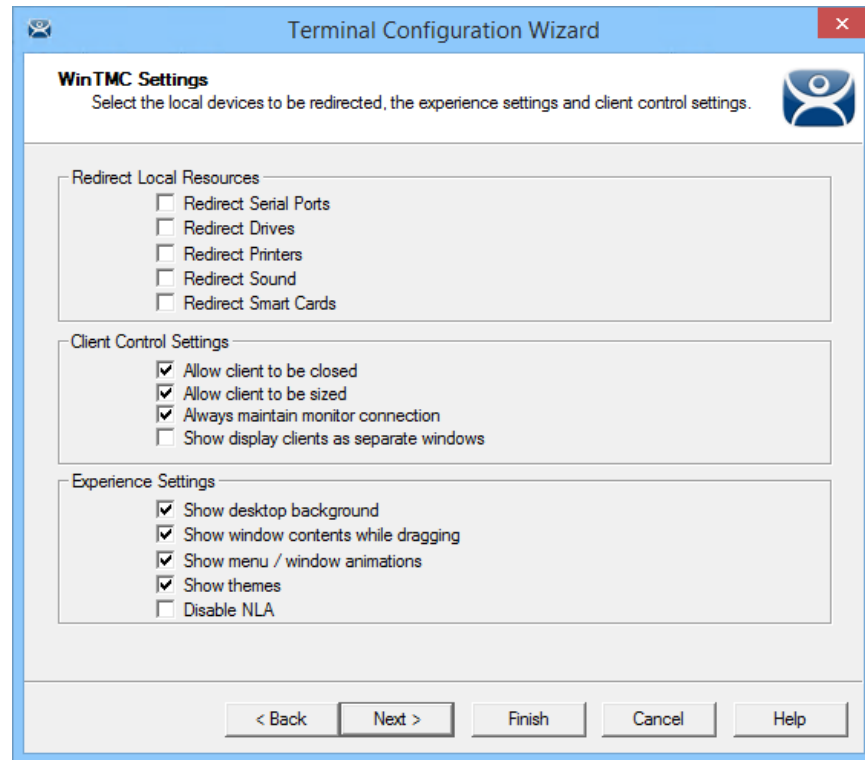 Terminal Configuration Wizard
WinTMC Settings
Select the local devices to be redirected, the experience settings and client control settings.
Redirect Local Resources
Redirect Serial Ports
Redirect Drives
Redirect Printers
Redirect Sound
Redirect Smart Cards
Client Control Settings
Allow client to be closed
Allow client to be sized
Always maintain monitor connection
Show display clients as separate windows
Experience Settings
Show desktop background
Show window contents while dragging
Show menu / window animations
Show themes
Disable NLA
< Back Next > Finish Cancel Help